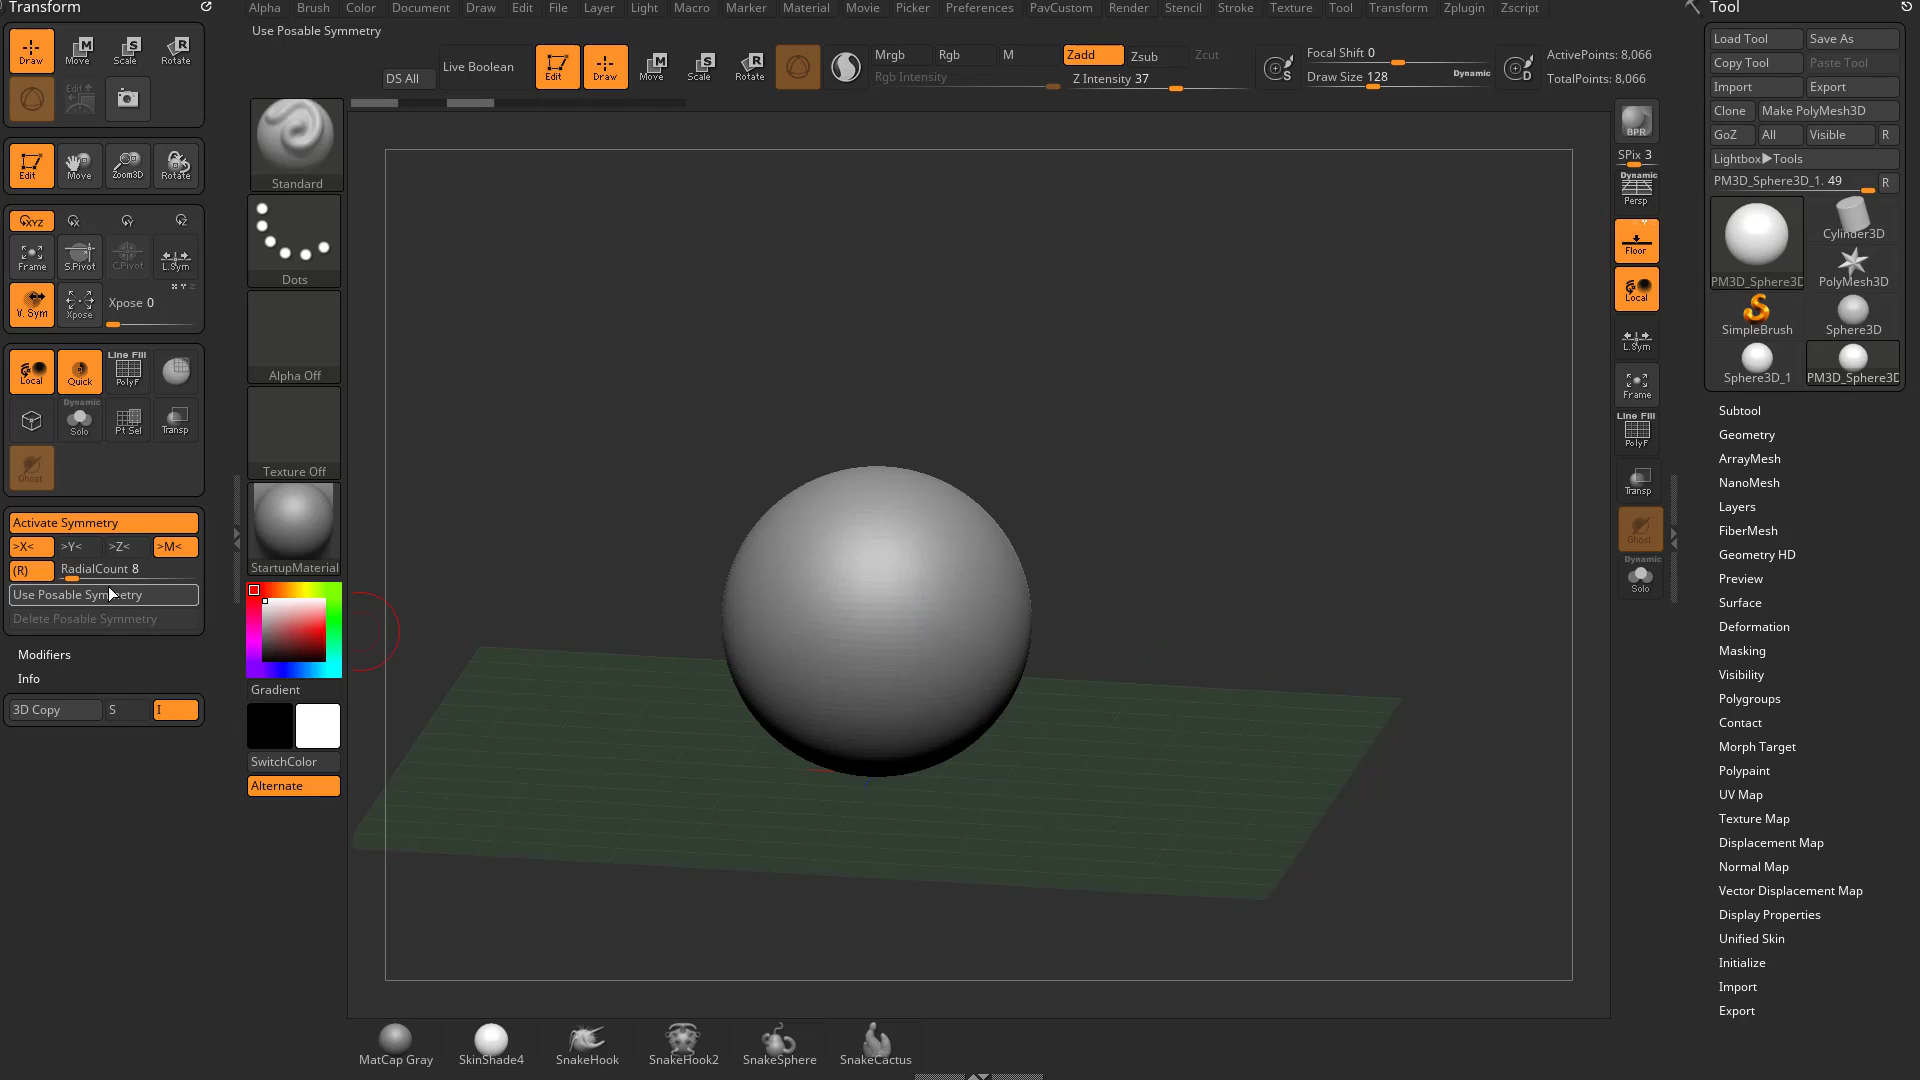 Transform
Alpha Brush Color Document Draw Edit File Layer Light Macro Marker Material Movie Picker Preferences PavCustom Render Stencil Stroke Texture Tool Transform Zplugin Zscript
Tool
Use Posable Symmetry
Draw Move Scale Rotate
Edit
DS All
Live Boolean
Edit
Draw
Move
Scale
Rotate
Mrgb Rgb M
Zadd Zsub Zcut
Rgb Intensity
Z Intensity 37
S
Focal Shift 0
Draw Size 128
Dynamic
D
ActivePoints: 8,066
TotalPoints: 8,066
Edit Move Zoom3D Rotate
XYZ X Y Z
Frame S.Pivot C.Pivot L.Sym
V. Sym Xpose Xpose 0
Local Quick Line Fill
PolyF
Dynamic
Solo Pt Sel Transp
Ghost
Activate Symmetry
>X< >Y< >Z< >M<
(R) RadialCount 8
Use Posable Symmetry
Delete Posable Symmetry
Modifiers
Info
3D Copy S I
Standard
Dots
Alpha Off
Texture Off
StartupMaterial
Gradient
SwitchColor
Alternate
MatCap Gray SkinShade4 SnakeHook SnakeHook2 SnakeSphere SnakeCactus
BPR
SPix 3
Dynamic
Persp
Floor
Local
L.Sym
Frame
Line Fill
PolyF
Transp
Ghost
Dynamic
Solo
Load Tool Save As
Copy Tool Paste Tool
Import Export
Clone Make PolyMesh3D
GoZ All Visible R
Lightbox▶Tools
PM3D_Sphere3D_1. 49 R
PM3D_Sphere3D
Cylinder3D
PolyMesh3D
SimpleBrush Sphere3D
Sphere3D_1 PM3D_Sphere3D
Subtool
Geometry
ArrayMesh
NanoMesh
Layers
FiberMesh
Geometry HD
Preview
Surface
Deformation
Masking
Visibility
Polygroups
Contact
Morph Target
Polypaint
UV Map
Texture Map
Displacement Map
Normal Map
Vector Displacement Map
Display Properties
Unified Skin
Initialize
Import
Export